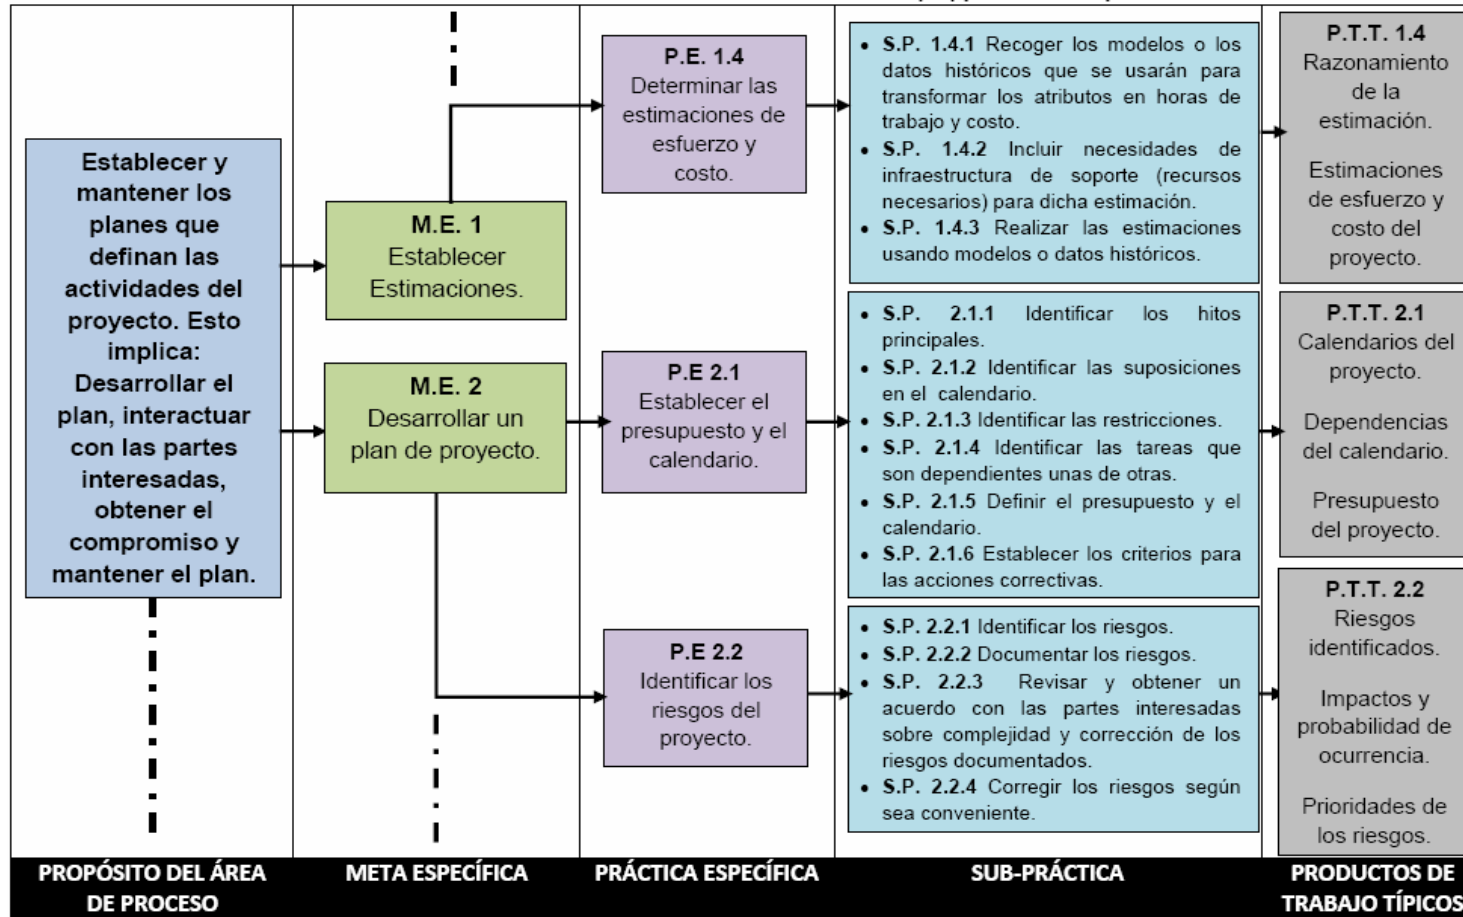 Establecer y
mantener los
planes que
definan las
actividades del
proyecto. Esto
implica:
Desarrollar el
plan, interactuar
con las partes
interesadas,
obtener el
compromiso y
mantener el plan.
M.E. 1
Establecer
Estimaciones.
M.E. 2
Desarrollar un
plan de proyecto.
P.E. 1.4
Determinar las
estimaciones de
esfuerzo y
costo.
P.E 2.1
Establecer el
presupuesto y el
calendario.
P.E 2.2
Identificar los
riesgos del
proyecto.
• S.P. 1.4.1 Recoger los modelos o los
datos históricos que se usarán para
transformar los atributos en horas de
trabajo y costo.
• S.P. 1.4.2 Incluir necesidades de
infraestructura de soporte (recursos
necesarios) para dicha estimación.
• S.P. 1.4.3 Realizar las estimaciones
usando modelos o datos históricos.
• S.P. 2.1.1 Identificar los hitos
principales.
• S.P. 2.1.2 Identificar las suposiciones
en el calendario.
• S.P. 2.1.3 Identificar las restricciones.
• S.P. 2.1.4 Identificar las tareas que
son dependientes unas de otras.
• S.P. 2.1.5 Definir el presupuesto y el
calendario.
• S.P. 2.1.6 Establecer los criterios para
las acciones correctivas.
• S.P. 2.2.1 Identificar los riesgos.
• S.P. 2.2.2 Documentar los riesgos.
• S.P. 2.2.3 Revisar y obtener un
acuerdo con las partes interesadas
sobre complejidad y corrección de los
riesgos documentados.
• S.P. 2.2.4 Corregir los riesgos según
sea conveniente.
P.T.T. 1.4
Razonamiento
de la
estimación.
Estimaciones
de esfuerzo y
costo del
proyecto.
P.T.T. 2.1
Calendarios del
proyecto.
Dependencias
del calendario.
Presupuesto
del proyecto.
P.T.T. 2.2
Riesgos
identificados.
Impactos y
probabilidad de
ocurrencia.
Prioridades de
los riesgos.
PROPÓSITO DEL ÁREA
DE PROCESO
META ESPECÍFICA
PRÁCTICA ESPECÍFICA
SUB-PRÁCTICA
PRODUCTOS DE
TRABAJO TÍPICOS